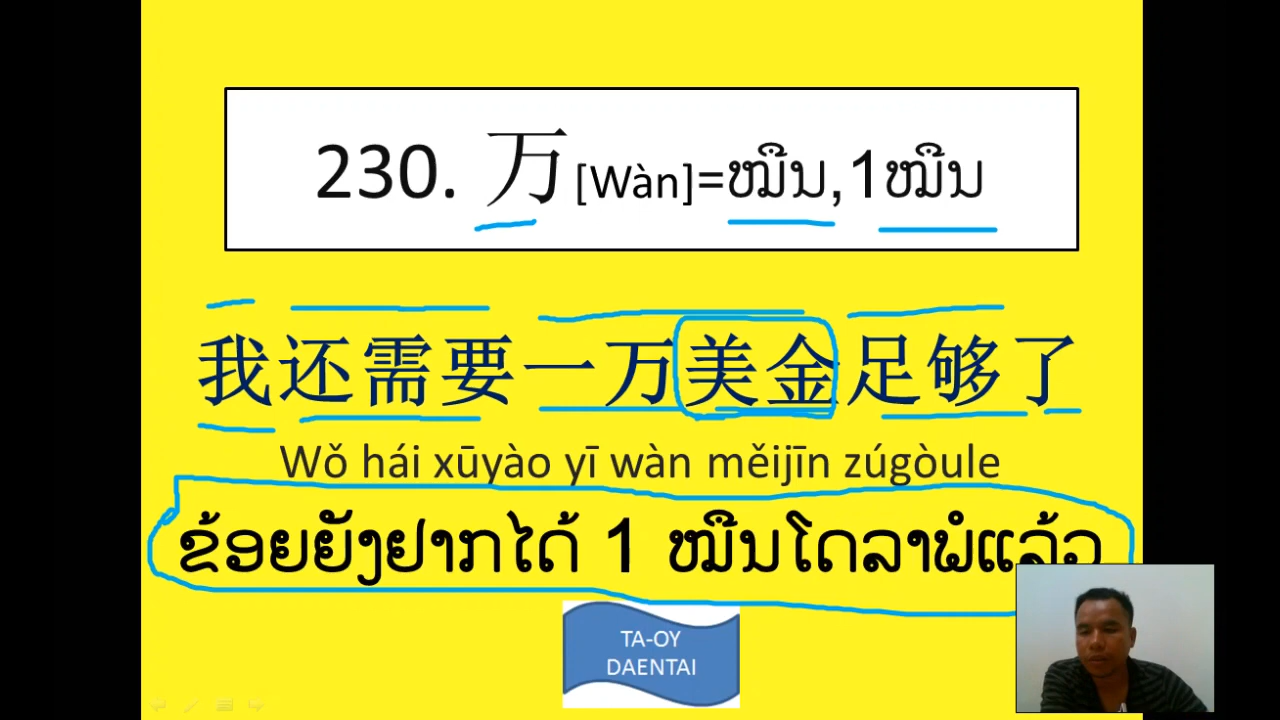 230. 万[Wàn]=ໝືນ,1ໝືນ
我还需要一万美金足够了
Wǒ hái xūyào yī wàn měijīn zúgòule
ຂ້ອຍຍັງຢາກໄດ້ 1 ໝືນໂດລາພໍແລ້ວ
TA-OY
DAENTAI